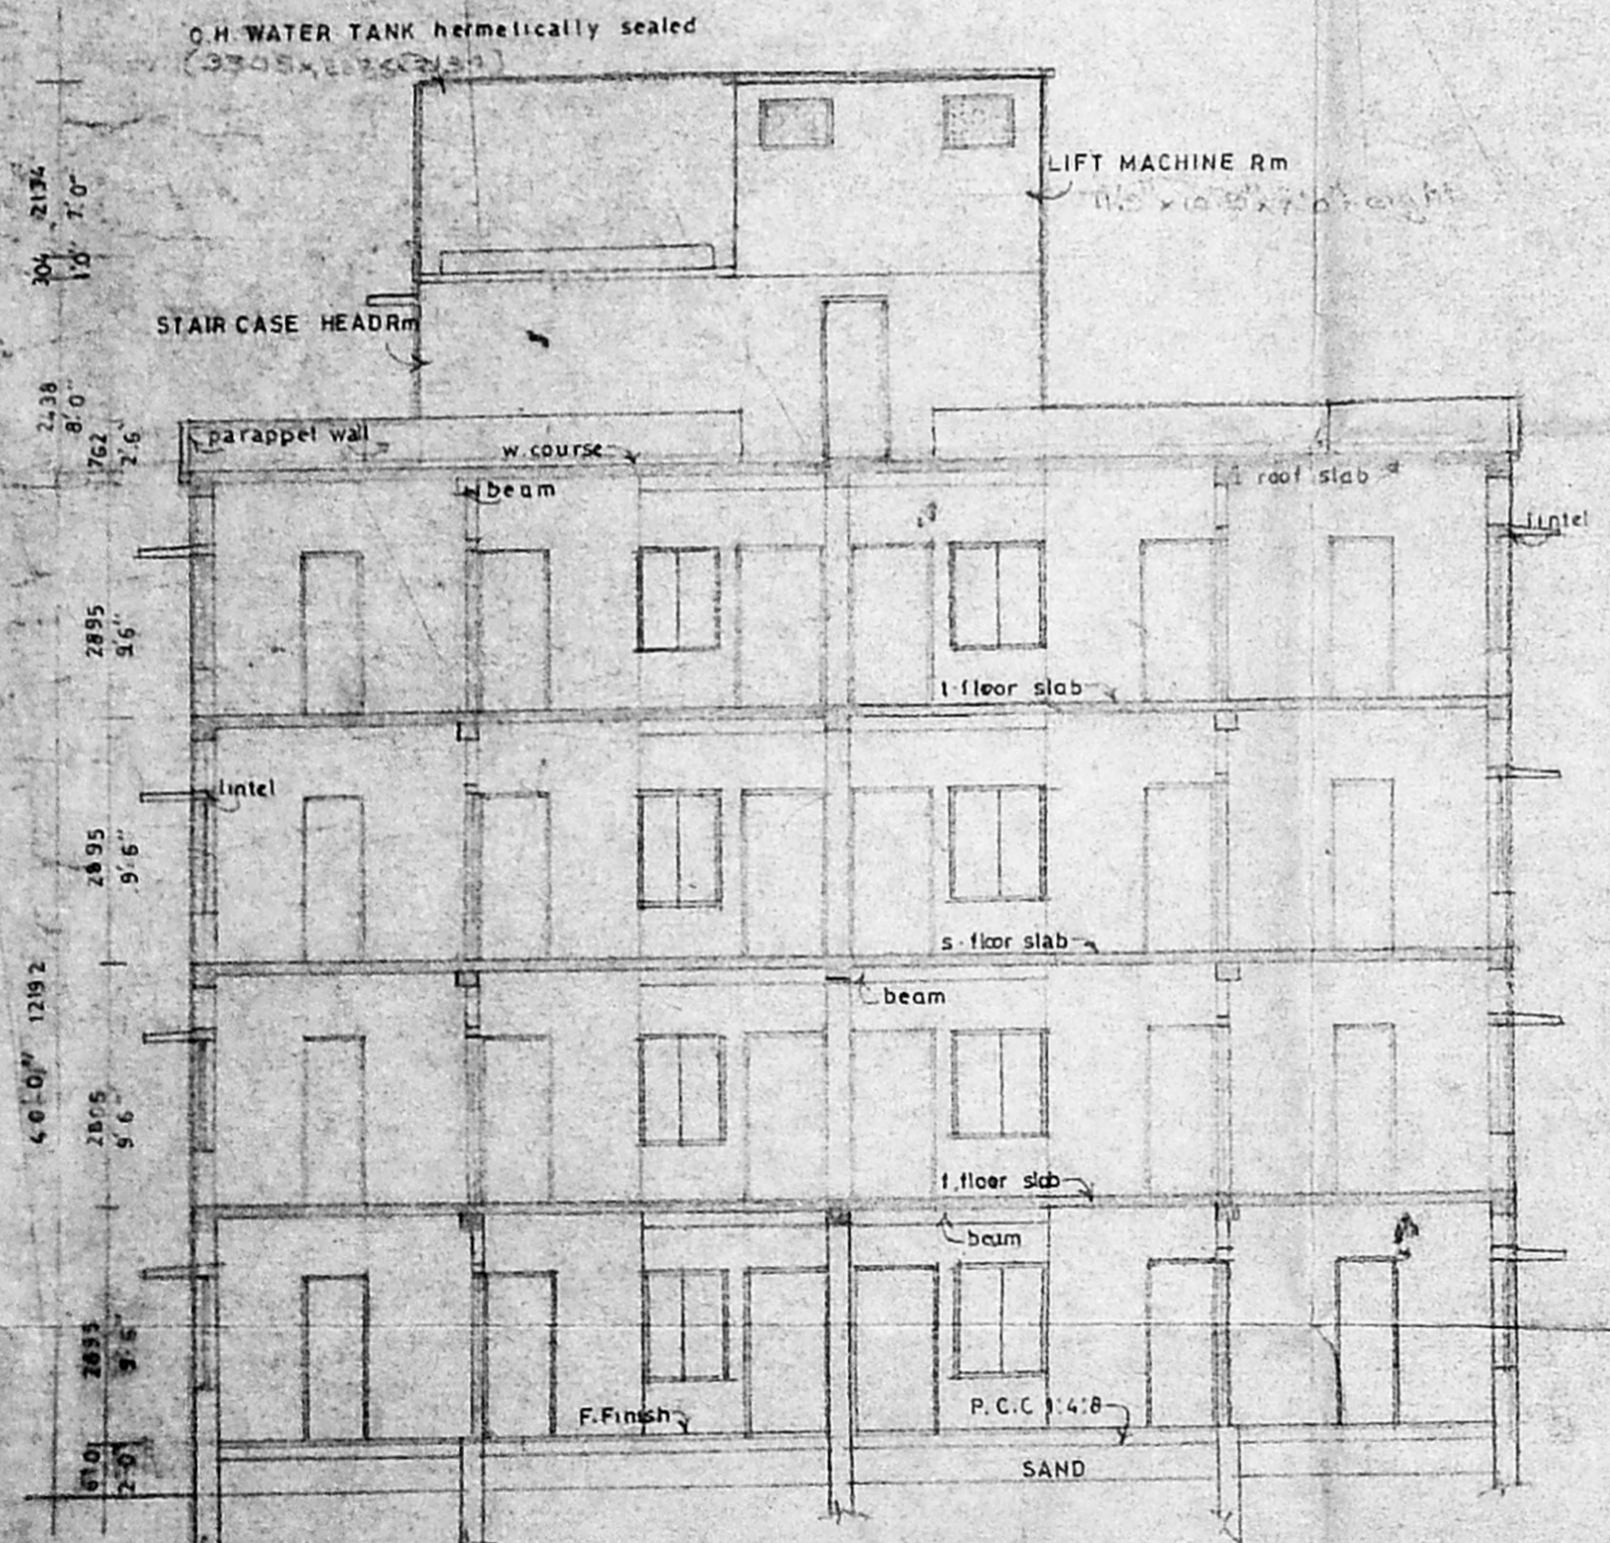 O.H. WATER TANK hermetically sealed
LIFT MACHINE Rm
2134
7'.0"
304
1'.0"
STAIR CASE HEADRm
2438
8'.0"
762
2'.6"
parappet wall
w. course
beam
roof slab
lintel
2895
9'.6"
t.floor slab
lintel
2895
9'.6"
s.floor slab
12192
40'-0"
beam
9'.6"
f.floor slab
beam
2895
9'.6"
F.Finish
P.C.C 1:4:8
610
2'-0"
SAND